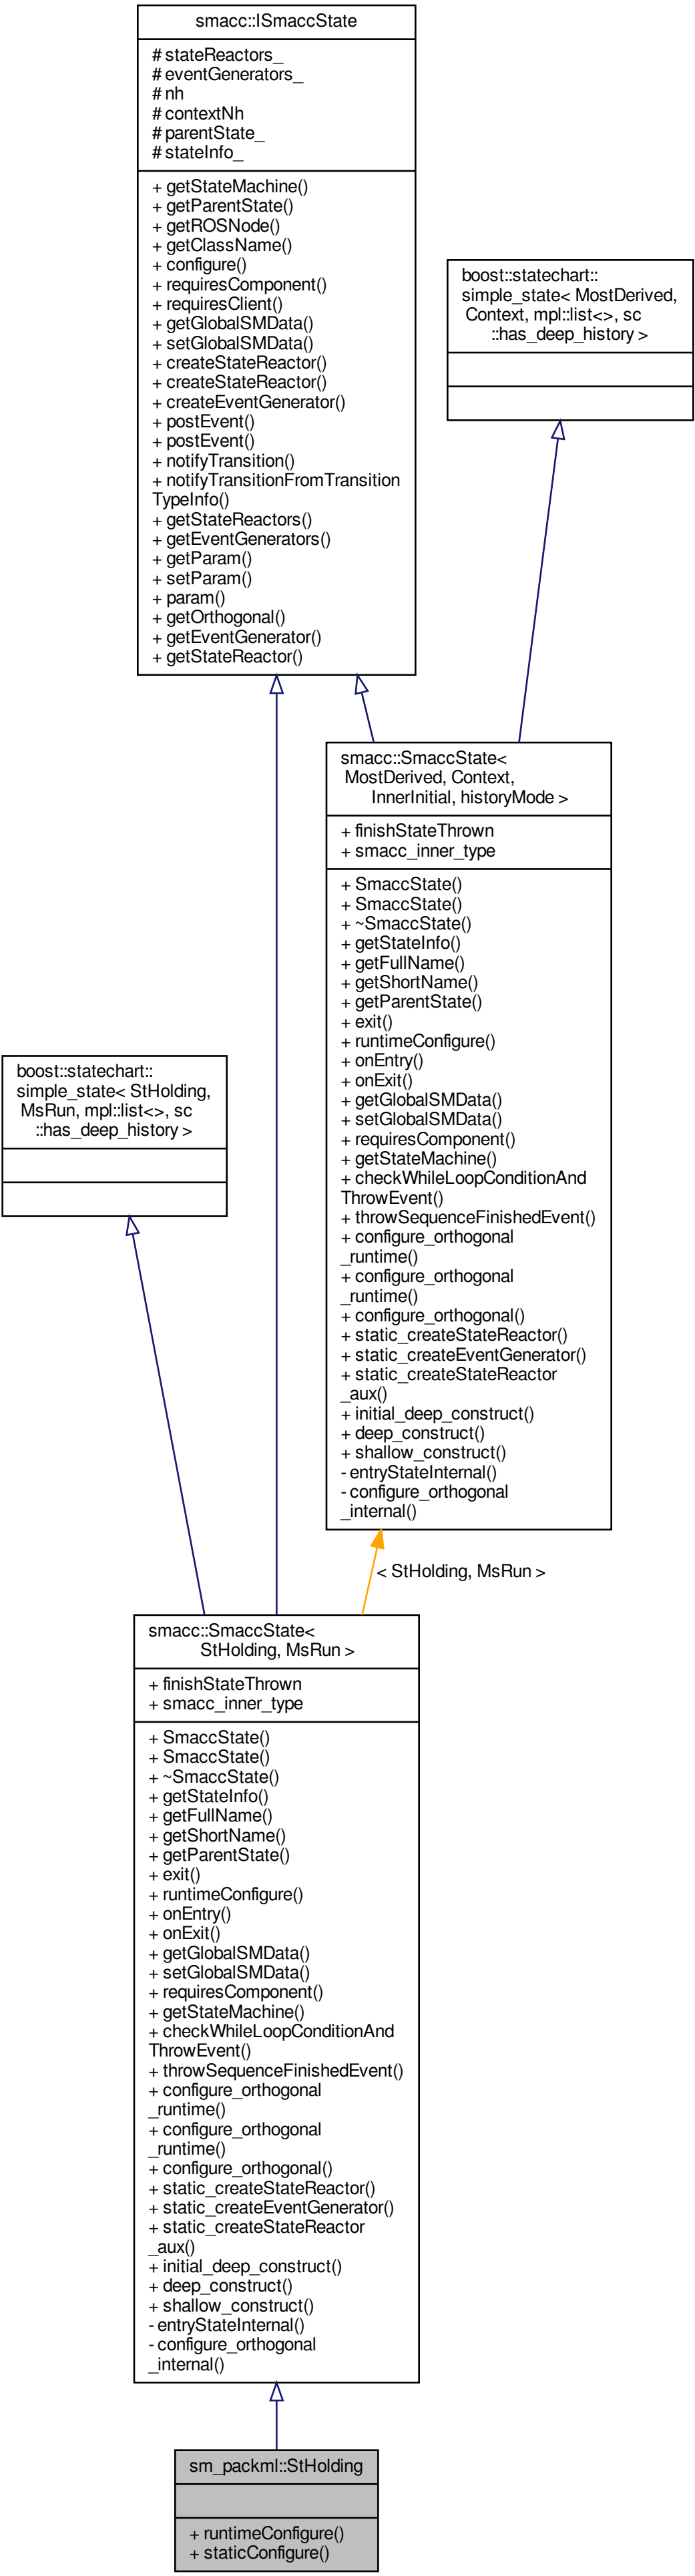 smacc::ISmaccState
# stateReactors_
# eventGenerators_
# nh
# contextNh
# parentState_
# stateInfo_
+ getStateMachine()
+ getParentState()
+ getROSNode()
+ getClassName()
+ configure()
+ requiresComponent()
+ requiresClient()
+ getGlobalSMData()
+ setGlobalSMData()
+ createStateReactor()
+ createStateReactor()
+ createEventGenerator()
+ postEvent()
+ postEvent()
+ notifyTransition()
+ notifyTransitionFromTransition
TypeInfo()
+ getStateReactors()
+ getEventGenerators()
+ getParam()
+ setParam()
+ param()
+ getOrthogonal()
+ getEventGenerator()
+ getStateReactor()
boost::statechart::
simple_state< MostDerived,
Context, mpl::list<>, sc
::has_deep_history >
smacc::SmaccState<
MostDerived, Context,
InnerInitial, historyMode >
+ finishStateThrown
+ smacc_inner_type
+ SmaccState()
+ SmaccState()
+ ~SmaccState()
+ getStateInfo()
+ getFullName()
+ getShortName()
+ getParentState()
+ exit()
+ runtimeConfigure()
+ onEntry()
+ onExit()
+ getGlobalSMData()
+ setGlobalSMData()
+ requiresComponent()
+ getStateMachine()
+ checkWhileLoopConditionAnd
ThrowEvent()
+ throwSequenceFinishedEvent()
+ configure_orthogonal
_runtime()
+ configure_orthogonal
_runtime()
+ configure_orthogonal()
+ static_createStateReactor()
+ static_createEventGenerator()
+ static_createStateReactor
_aux()
+ initial_deep_construct()
+ deep_construct()
+ shallow_construct()
- entryStateInternal()
- configure_orthogonal
_internal()
boost::statechart::
simple_state< StHolding,
MsRun, mpl::list<>, sc
::has_deep_history >
< StHolding, MsRun >
smacc::SmaccState<
StHolding, MsRun >
+ finishStateThrown
+ smacc_inner_type
+ SmaccState()
+ SmaccState()
+ ~SmaccState()
+ getStateInfo()
+ getFullName()
+ getShortName()
+ getParentState()
+ exit()
+ runtimeConfigure()
+ onEntry()
+ onExit()
+ getGlobalSMData()
+ setGlobalSMData()
+ requiresComponent()
+ getStateMachine()
+ checkWhileLoopConditionAnd
ThrowEvent()
+ throwSequenceFinishedEvent()
+ configure_orthogonal
_runtime()
+ configure_orthogonal
_runtime()
+ configure_orthogonal()
+ static_createStateReactor()
+ static_createEventGenerator()
+ static_createStateReactor
_aux()
+ initial_deep_construct()
+ deep_construct()
+ shallow_construct()
- entryStateInternal()
- configure_orthogonal
_internal()
sm_packml::StHolding
+ runtimeConfigure()
+ staticConfigure()